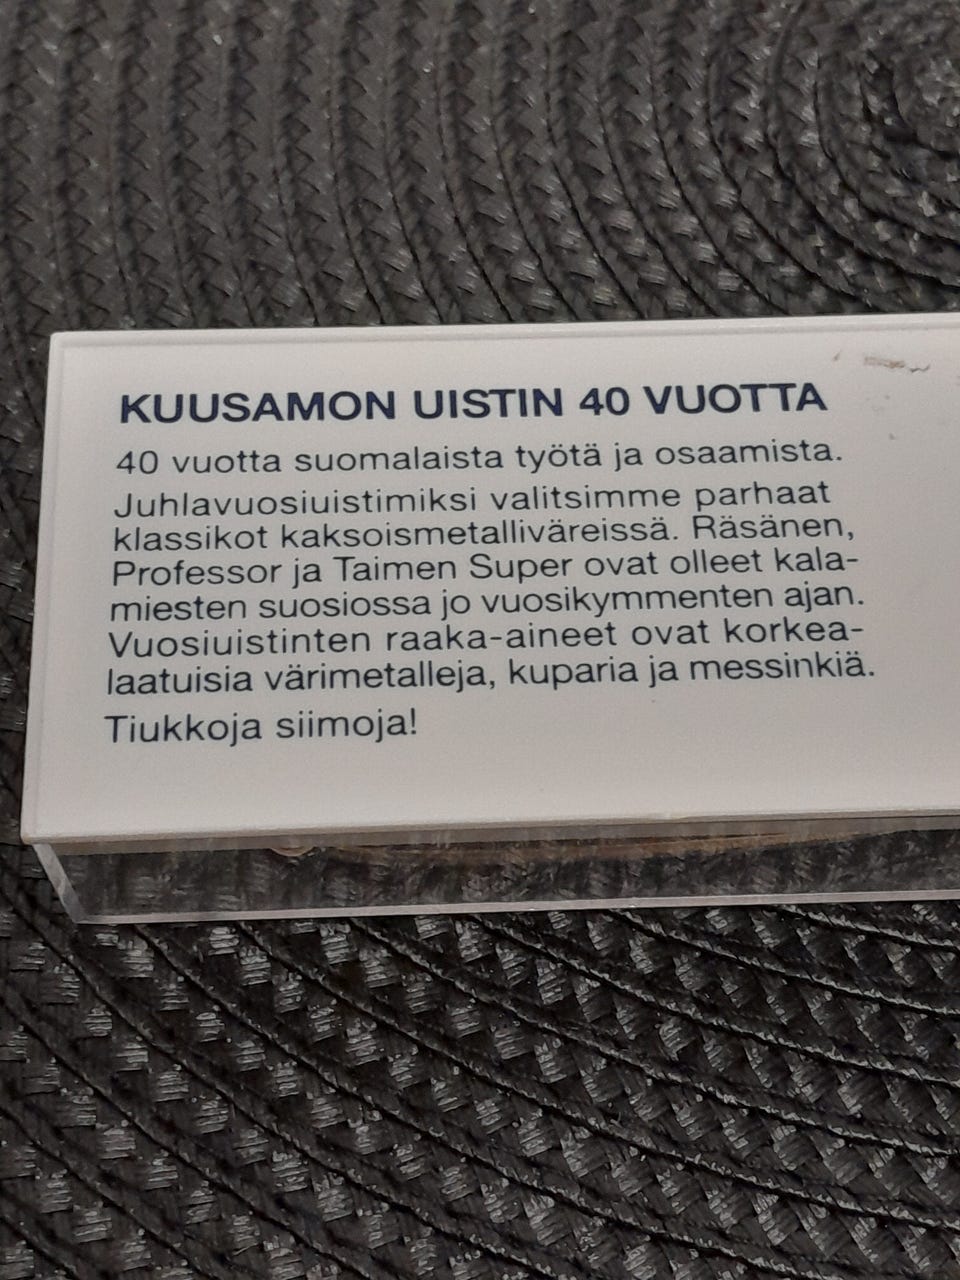 KUUSAMON UISTIN 40 VUOTTA
40 vuotta suomalaista työtä ja osaamista.
Juhlavuosiuistimiksi valitsimme parhaat
klassikot kaksoismetalliväreissä. Räsänen,
Professor ja Taimen Super ovat olleet kala-
miesten suosiossa jo vuosikymmenten ajan.
Vuosiuistinten raaka-aineet ovat korkea-
laatuisia värimetalleja, kuparia ja messinkiä.
Tiukkoja siimoja!